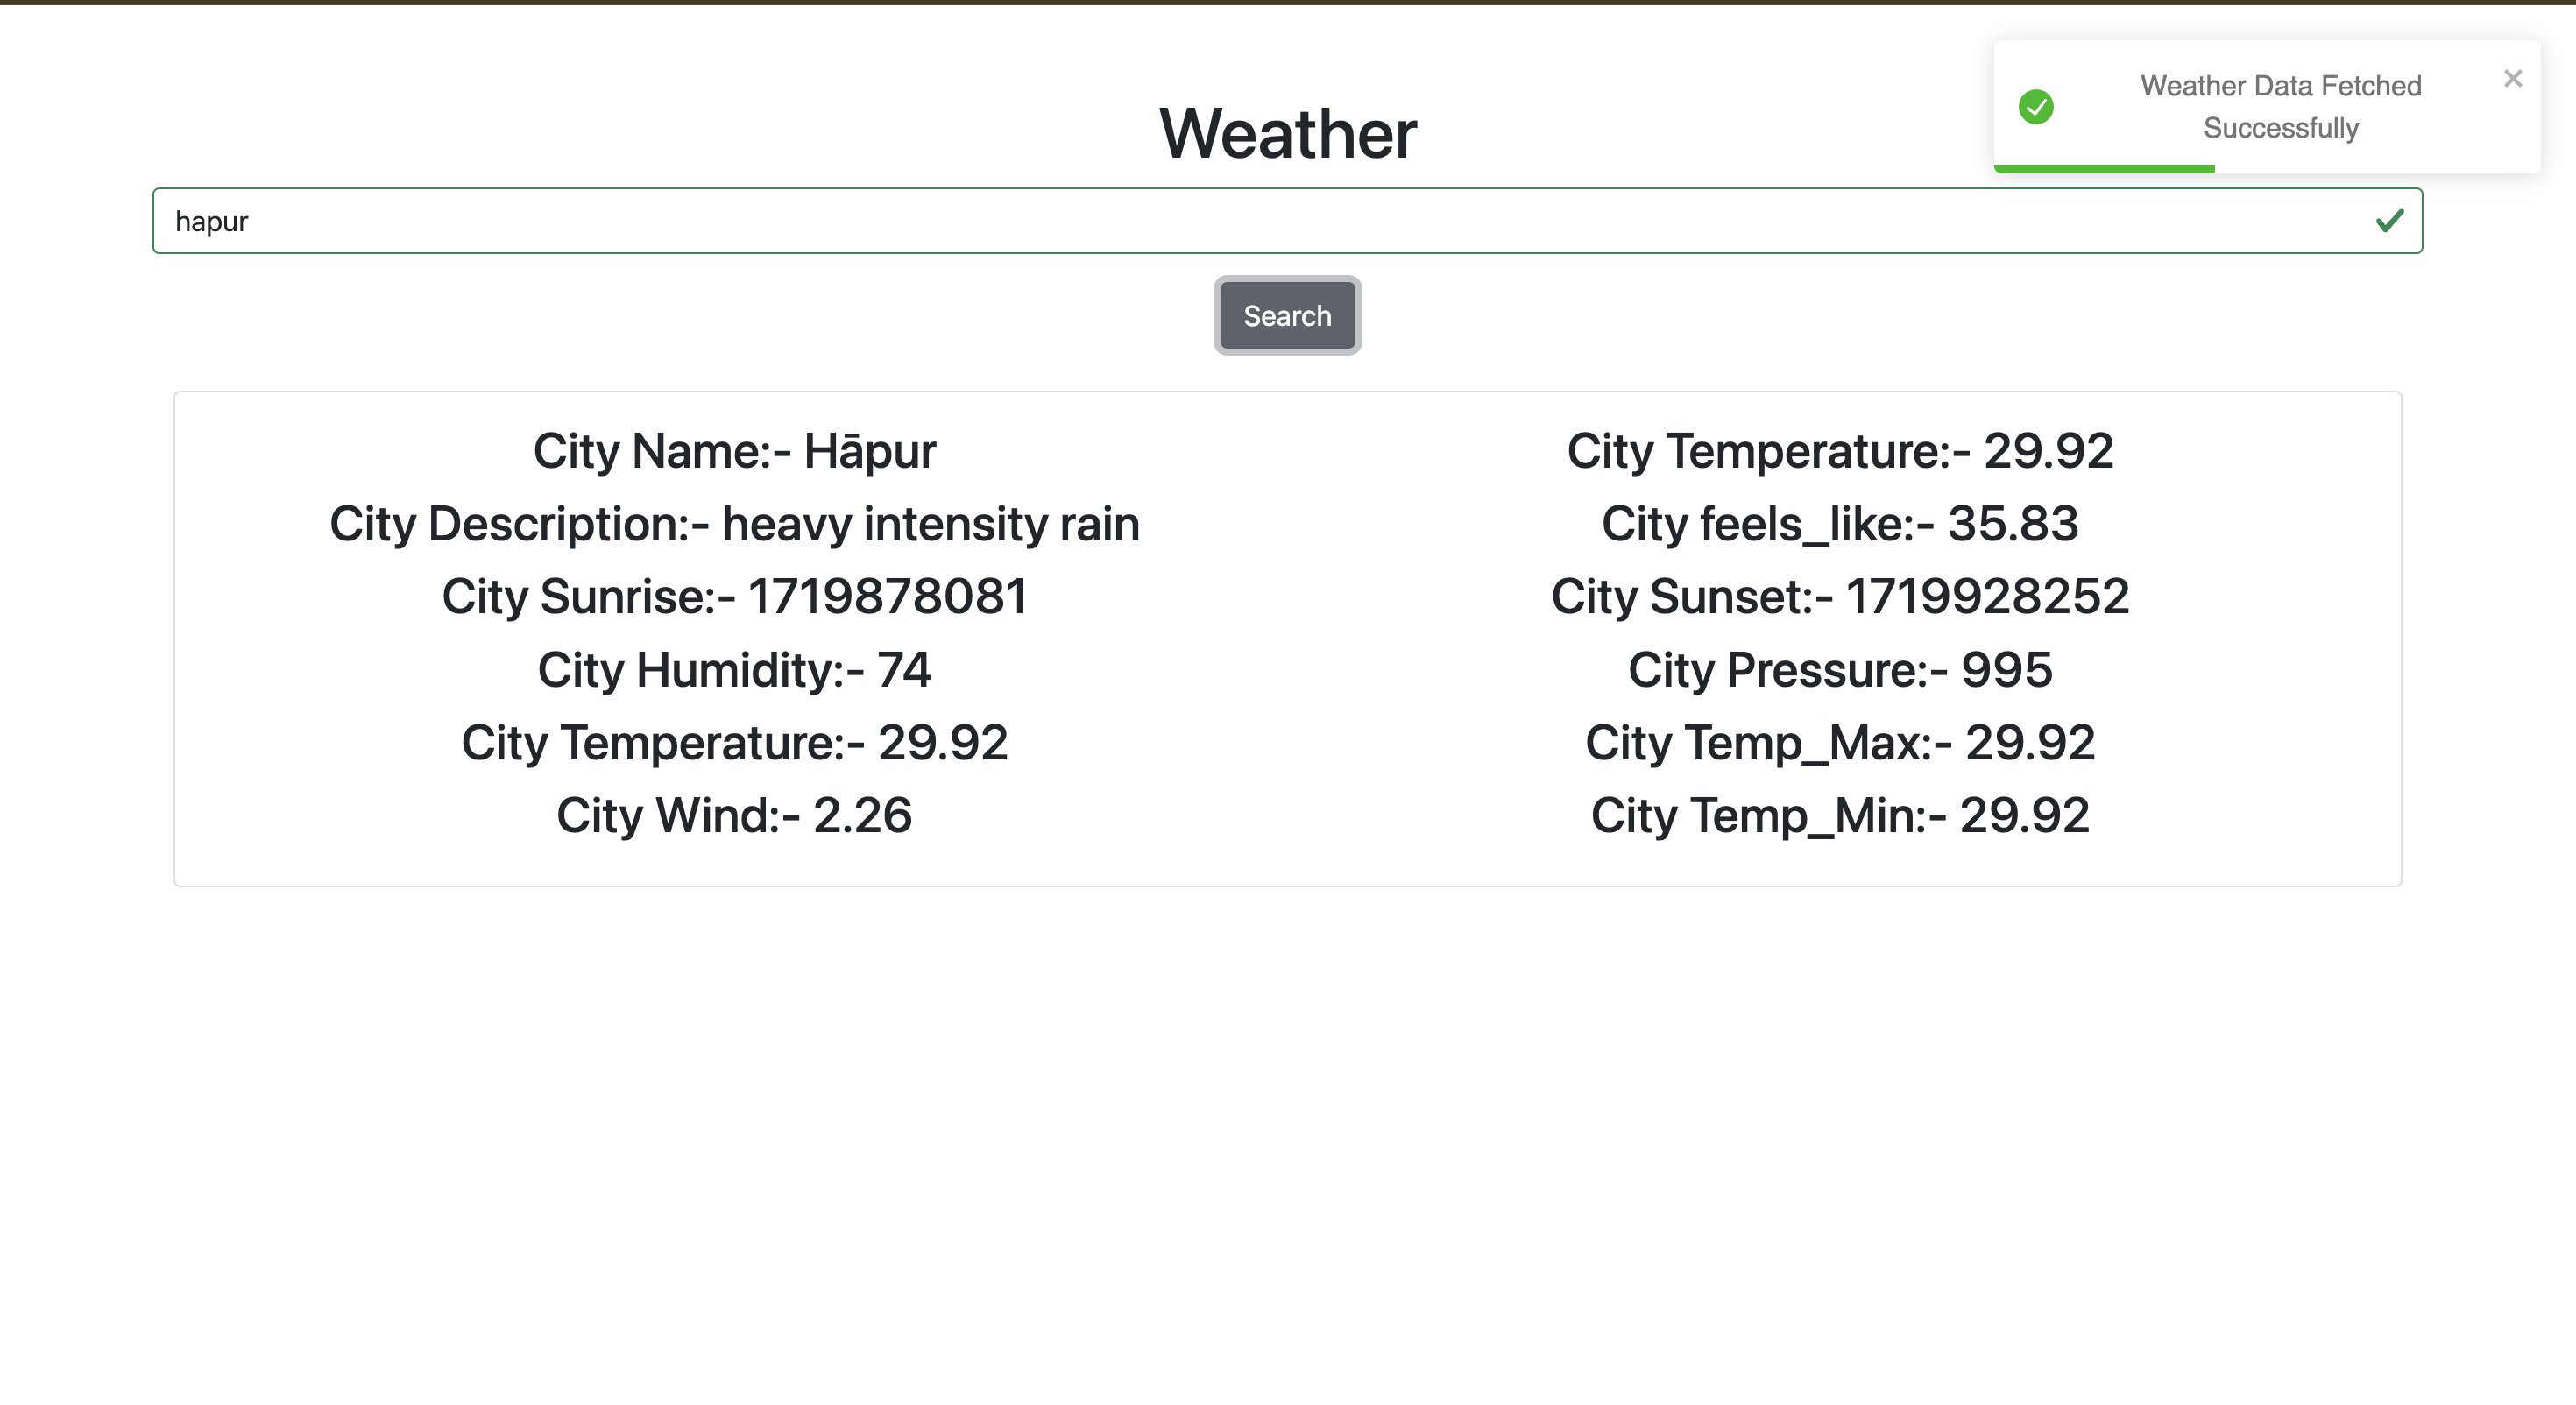 Weather Data Fetched
Successfully
Weather
hapur
Search
City Name:- Hāpur
City Temperature:- 29.92
City Description:- heavy intensity rain
City feels_like:- 35.83
City Sunrise:- 1719878081
City Sunset:- 1719928252
City Humidity:- 74
City Pressure:- 995
City Temperature:- 29.92
City Temp_Max:- 29.92
City Wind:- 2.26
City Temp_Min:- 29.92